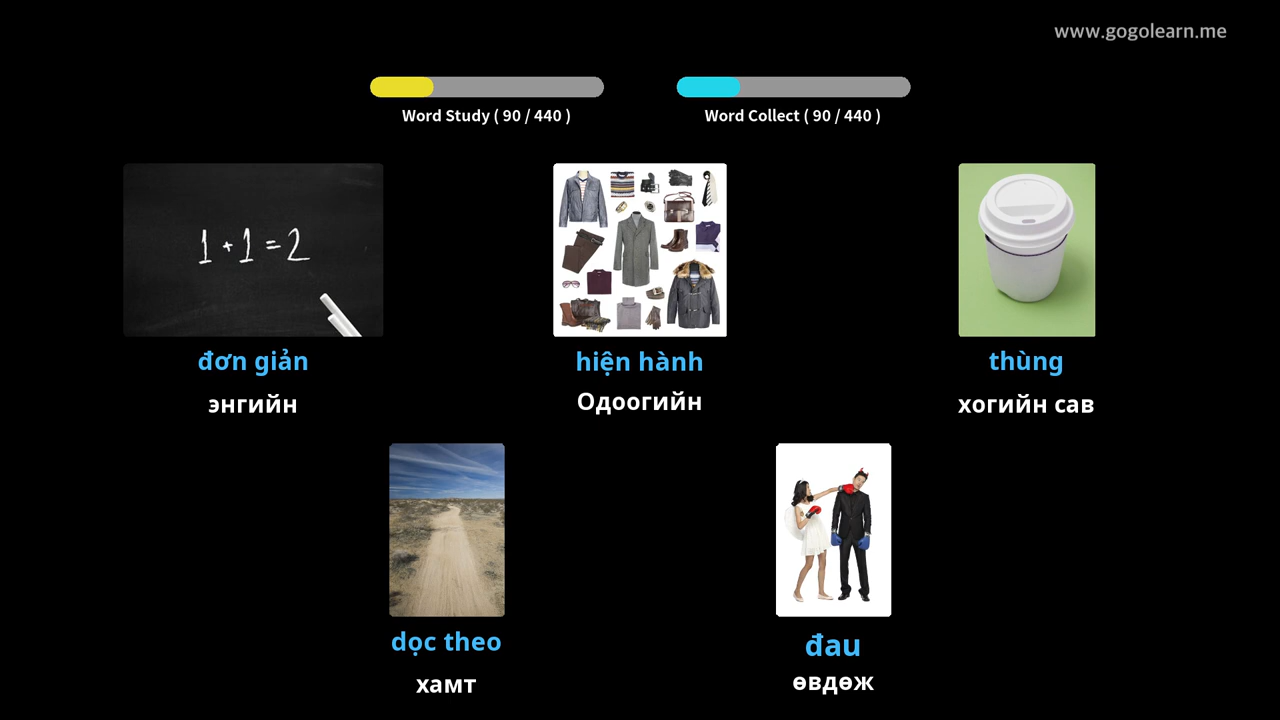 www.gogolearn.me
Word Study ( 90 / 440 )
Word Collect ( 90 / 440 )
1 + 1 = 2
đơn giản
энгийн
hiện hành
Одоогийн
thùng
хогийн сав
dọc theo
хамт
đau
өвдөж